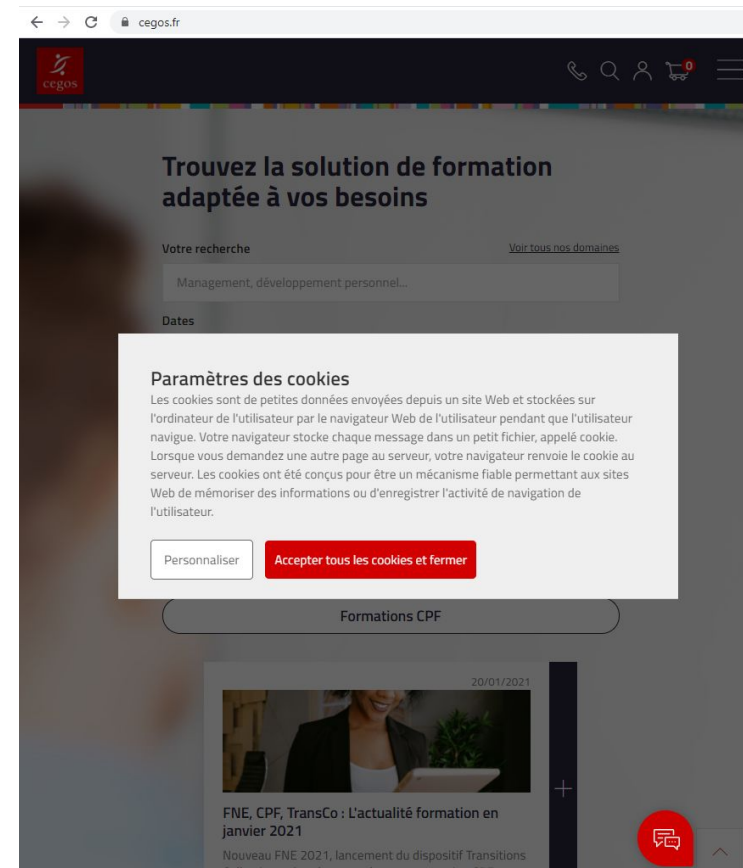 cegos.fr
cegos
0
Trouvez la solution de formation
adaptée à vos besoins
Votre recherche
Voir tous nos domaines
Management, développement personnel...
Dates
Paramètres des cookies
Les cookies sont de petites données envoyées depuis un site Web et stockées sur
l'ordinateur de l'utilisateur par le navigateur Web de l'utilisateur pendant que l'utilisateur
navigue. Votre navigateur stocke chaque message dans un petit fichier, appelé cookie.
Lorsque vous demandez une autre page au serveur, votre navigateur renvoie le cookie au
serveur. Les cookies ont été conçus pour être un mécanisme fiable permettant aux sites
Web de mémoriser des informations ou d'enregistrer l'activité de navigation de
l'utilisateur.
Personnaliser
Accepter tous les cookies et fermer
Formations CPF
20/01/2021
FNE, CPF, TransCo : L'actualité formation en
janvier 2021
Nouveau FNE 2021, lancement du dispositif Transitions